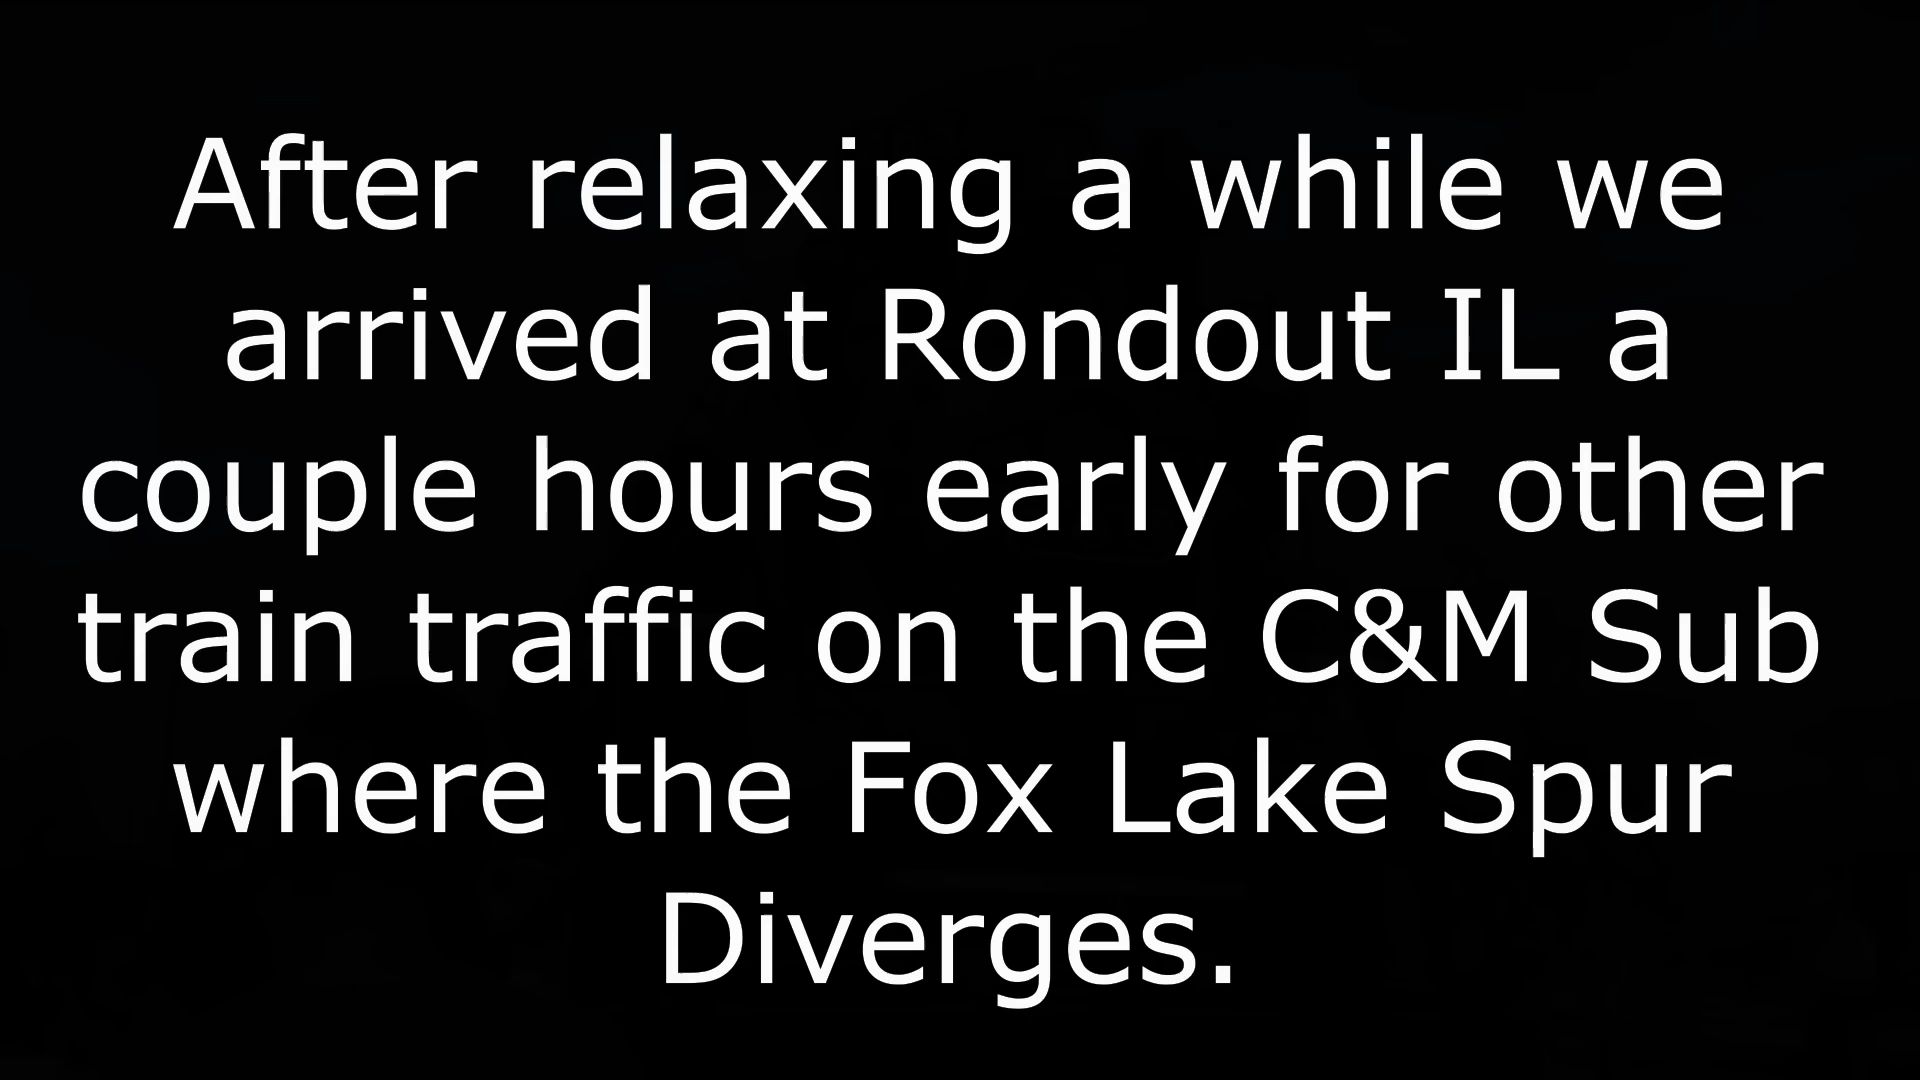 After relaxing a while we
arrived at Rondout IL a
couple hours early for other
train traffic on the C&M Sub
where the Fox Lake Spur
Diverges.